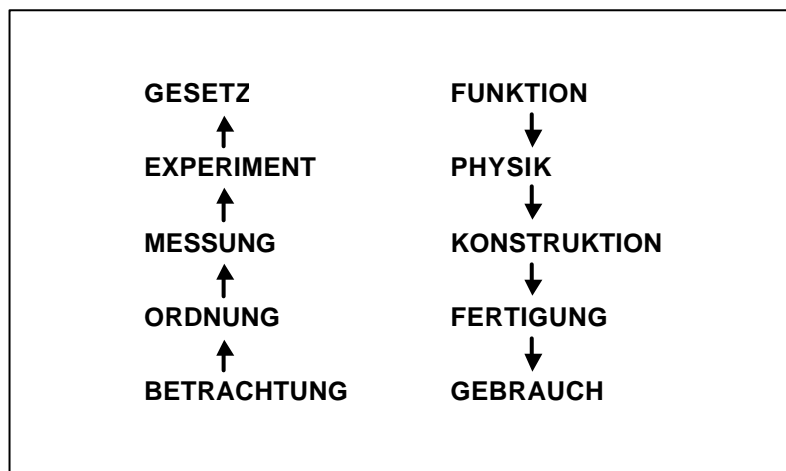 GESETZ
EXPERIMENT
MESSUNG
ORDNUNG
BETRACHTUNG
FUNKTION
PHYSIK
KONSTRUKTION
FERTIGUNG
GEBRAUCH